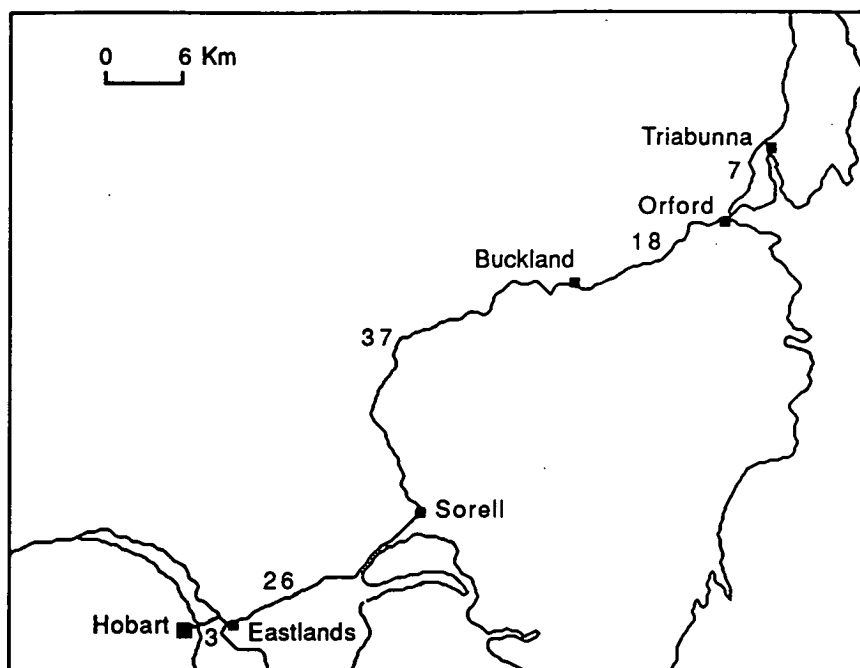 0 6 Km
Triabunna
7
Orford
18
Buckland
37
Sorell
26
Hobart
3
Eastlands